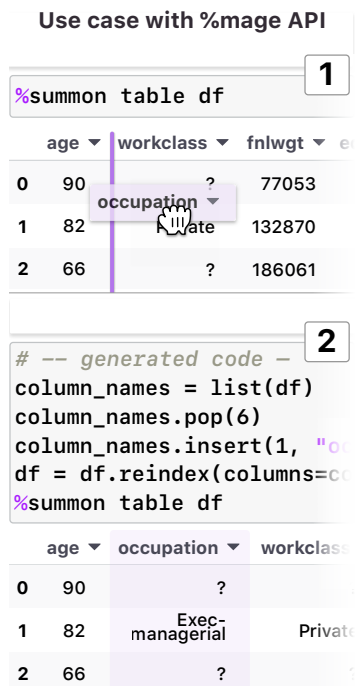 Use case with %mage API
1
%summon table df
age workclass fnlwgt
0 90 ? 77053
occupation
1 82 132870
2 66 ? 186061
2
# –– generated code –
column_names = list(df)
column_names.pop(6)
column_names.insert(1,
df = df.reindex(columns=
%summon table df
age occupation workclass
0 90 ?
1 82 Exec-managerial Private
2 66 ?